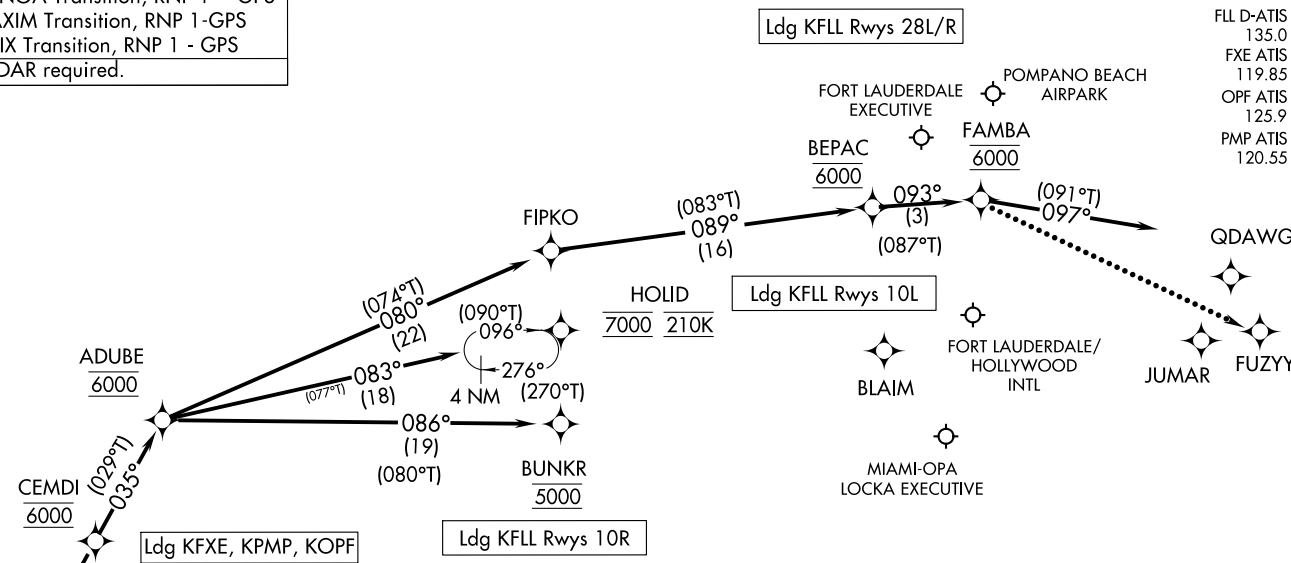 Transition, RNP 1 - GPS
Transition, RNP 1-GPS
Transition, RNP 1 - GPS
required.
Ldg KFLL Rwys 28L/R
FLL D-ATIS
135.0
FXE ATIS
119.85
OPF ATIS
125.9
PMP ATIS
120.55
POMPANO BEACH
AIRPARK
FORT LAUDERDALE
EXECUTIVE
FAMBA
6000
BEPAC
6000
093°
(3)
(087°T)
(091°T)
097°
FIPKO
(083°T)
089°
(16)
QDAWG
(074°T)
080°
(22)
HOLID
7000 210K
Ldg KFLL Rwys 10L
(090°T)
096°
276°
(270°T)
4 NM
ADUBE
6000
083°
(077°T)
(18)
BLAIM
FORT LAUDERDALE/
HOLLYWOOD
INTL
JUMAR
FUZYY
086°
(19)
(080°T)
BUNKR
5000
MIAMI-OPA
LOCKA EXECUTIVE
(029°T)
035°
CEMDI
6000
Ldg KFXE, KPMP, KOPF
Ldg KFLL Rwys 10R